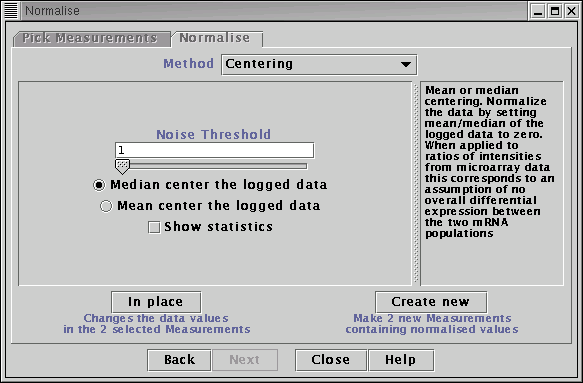 Normalise
Pick Measurements
Normalise
Method
Centering
Noise Threshold
1
Median center the logged data
Mean center the logged data
Show statistics
Mean or median
centering. Normalize
the data by setting
mean/median of the
logged data to zero.
When applied to
ratios of intensities
from microarray data
this corresponds to an
assumption of no
overall differential
expression between
the two mRNA
populations
In place
Changes the data values
in the 2 selected Measurements
Create new
Make 2 new Measurements
containing normalised values
Back
Next
Close
Help